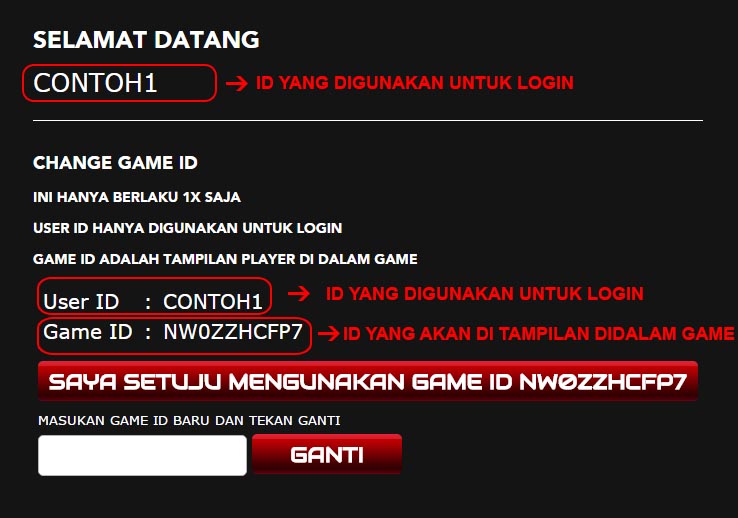 SELAMAT DATANG
CONTOH1 → ID YANG DIGUNAKAN UNTUK LOGIN
CHANGE GAME ID
INI HANYA BERLAKU 1X SAJA
USER ID HANYA DIGUNAKAN UNTUK LOGIN
GAME ID ADALAH TAMPILAN PLAYER DI DALAM GAME
User ID : CONTOH1 → ID YANG DIGUNAKAN UNTUK LOGIN
Game ID : NW0ZZHCFP7 → ID YANG AKAN DI TAMPILAN DIDALAM GAME
SAYA SETUJU MENGUNAKAN GAME ID NW0ZZHCFP7
MASUKAN GAME ID BARU DAN TEKAN GANTI
GANTI